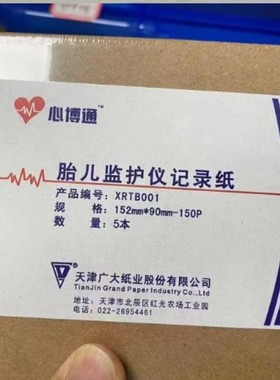 心博通™
胎儿监护仪记录纸
产品编号：XRTB001
规 格：152mm*90mm-150P
数 量：5本
天津广大纸业股份有限公司
TianJin Grand Paper Industry Co.,Ltd
地址：天津市北辰区红光农场工业园
电话：022-26954461